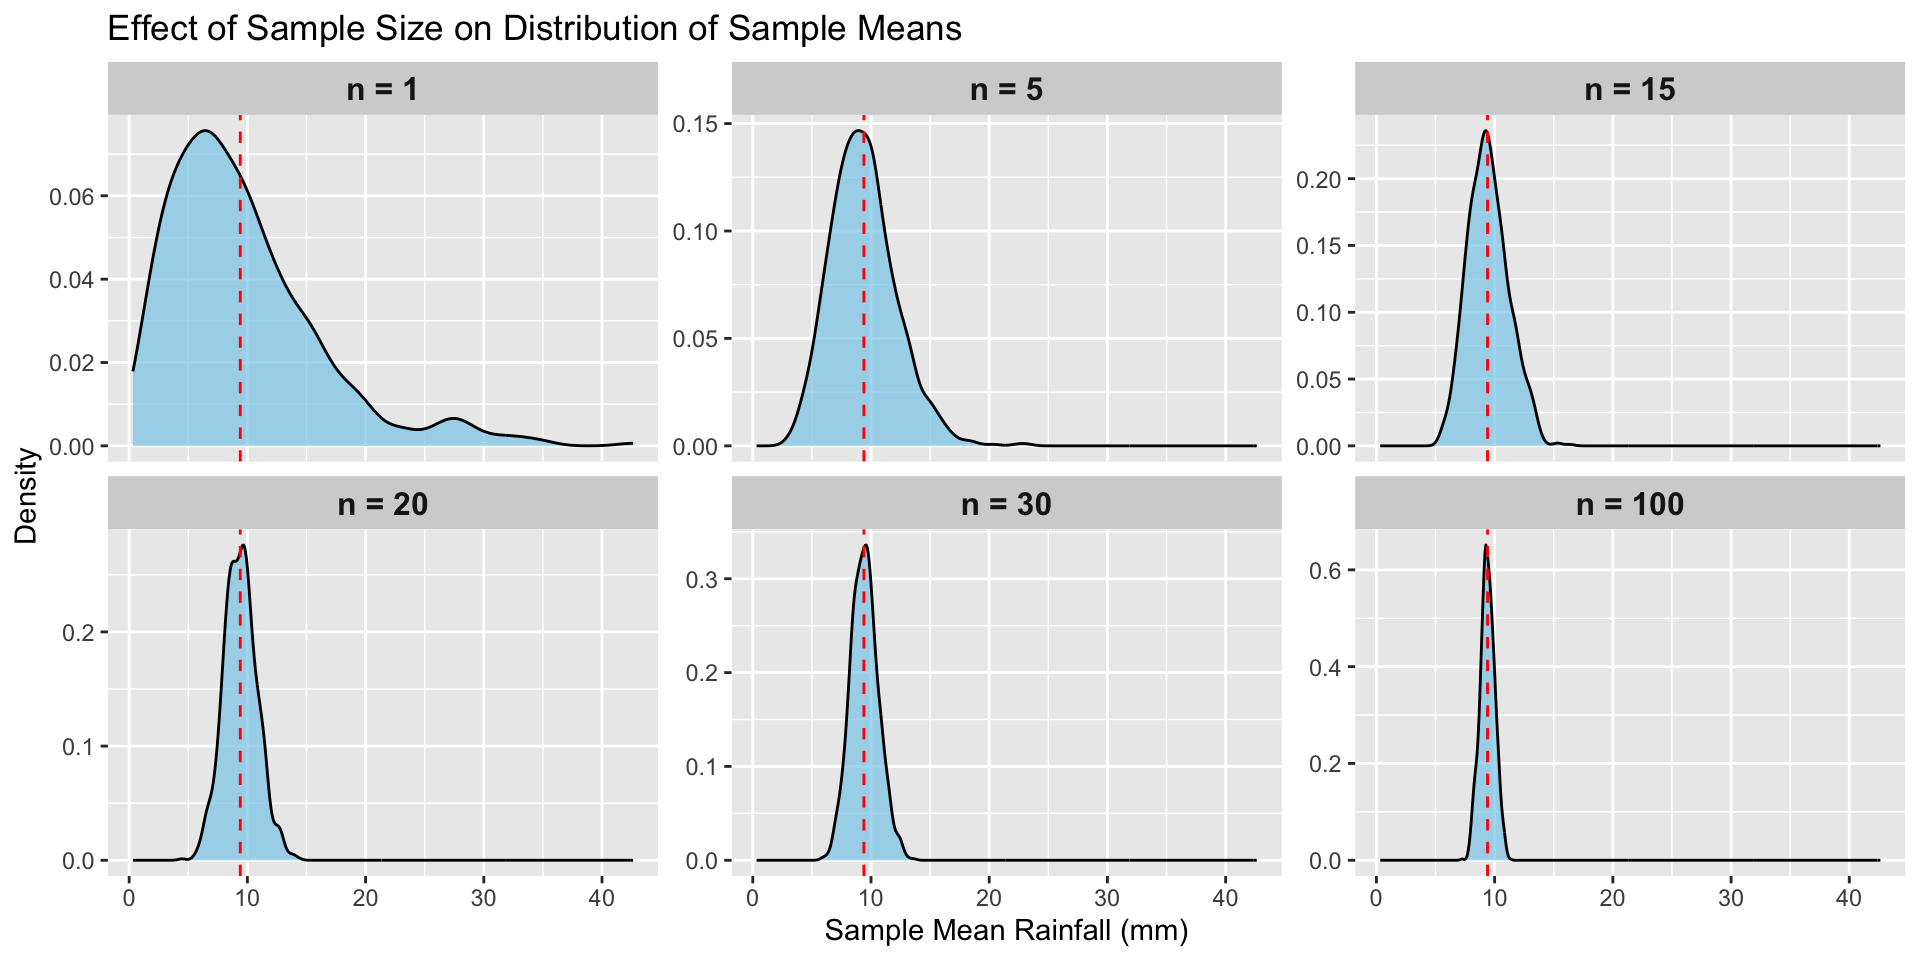 Effect of Sample Size on Distribution of Sample Means
n = 1
n = 5
n = 15
0.06
0.04
0.02
0.00
0.15
0.10
0.05
0.00
0.20
0.15
0.10
0.05
0.00
Density
n = 20
n = 30
n = 100
0.2
0.1
0.0
0.3
0.2
0.1
0.0
0.6
0.4
0.2
0.0
0 10 20 30 40
0 10 20 30 40
0 10 20 30 40
Sample Mean Rainfall (mm)